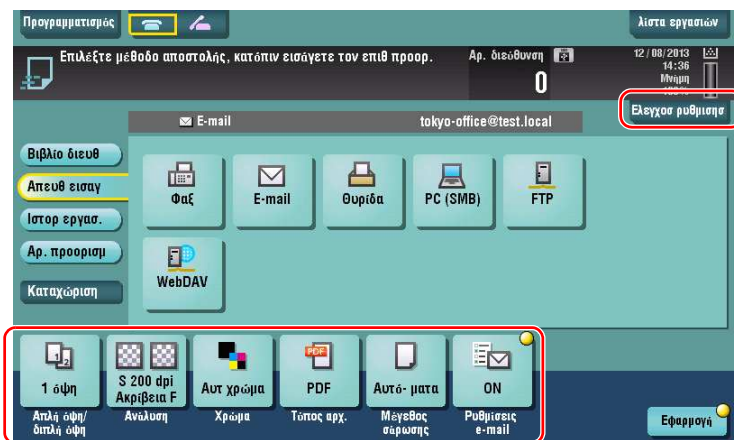 Προγραμματισμός
λίστα εργασιών
Επιλέξτε μέθοδο αποστολής, κατόπιν εισάγετε τον επιθ προορ.
Αρ. διεύθυνση
0
12/08/2013
14:36
Μνήμη
100%
Ελεγχοσ ρυθμισησ
E-mail
tokyo-office@test.local
Βιβλίο διευθ
Απευθ εισαγ
Ιστορ εργασ.
Αρ. προορισμ
Καταχώριση
Φαξ
E-mail
Θυρίδα
PC (SMB)
FTP
WebDAV
1 όψη
S 200 dpi
Ακρίβεια F
Αυτ χρώμα
PDF
PDF
Αυτό- ματα
ON
Απλή όψη/
διπλή όψη
Ανάλυση
Χρώμα
Τύπος αρχ.
Μέγεθος
σάρωσης
Ρυθμίσεις
e-mail
Εφαρμογή